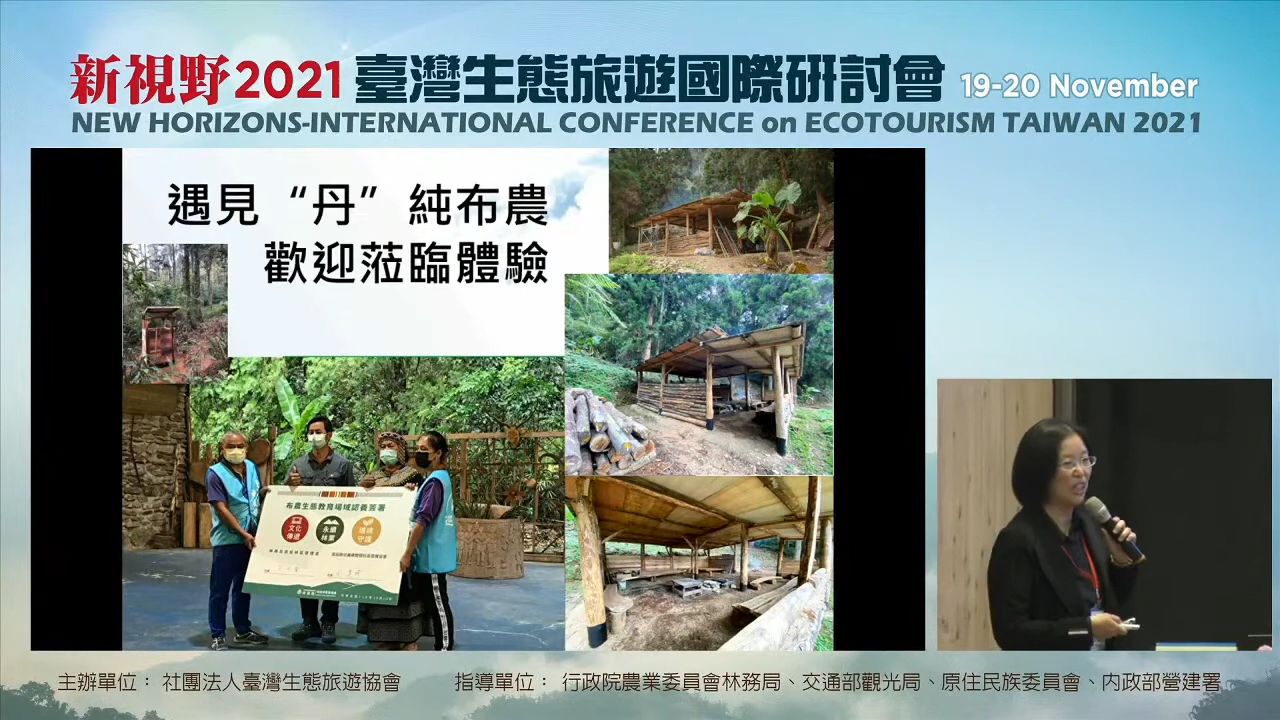 新視野2021臺灣生態旅遊國際研討會 19-20 November
NEW HORIZONS-INTERNATIONAL CONFERENCE on ECOTOURISM TAIWAN 2021
遇見“丹”純布農
歡迎蒞臨體驗
布農生態教育場域認養簽署
文化
傳遞
永續
林業
環境
守護
主辦單位： 社團法人臺灣生態旅遊協會 指導單位： 行政院農業委員會林務局、交通部觀光局、原住民族委員會、內政部營建署